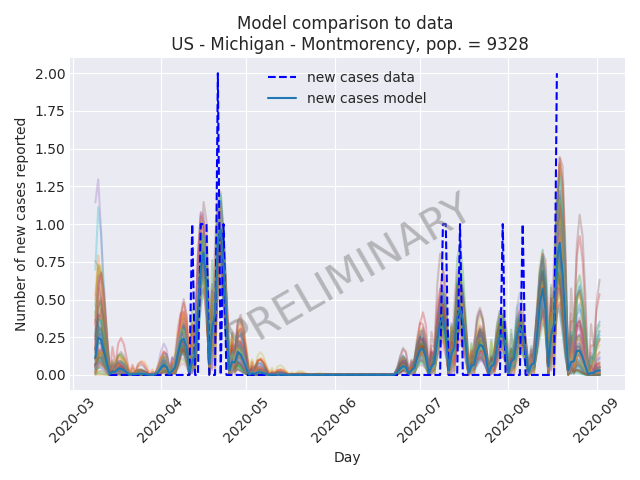 Model comparison to data
US - Michigan - Montmorency, pop. = 9328
new cases data
new cases model
Number of new cases reported
2.00
1.75
1.50
1.25
1.00
0.75
0.50
0.25
0.00
PRELIMINARY
2020-03
2020-04
2020-05
2020-06
2020-07
2020-08
2020-09
Day